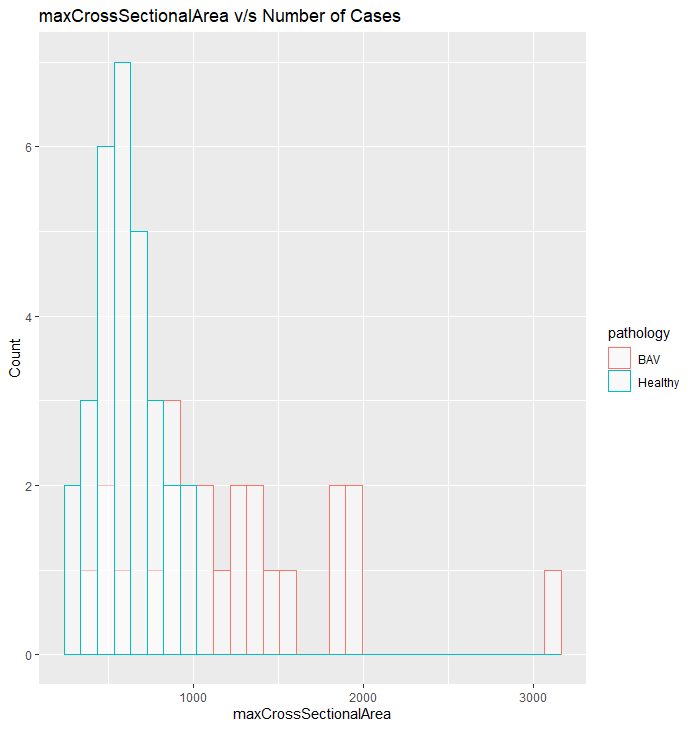 maxCrossSectionalArea v/s Number of Cases
Count
6
4
2
0
1000
2000
3000
maxCrossSectionalArea
pathology
BAV
Healthy